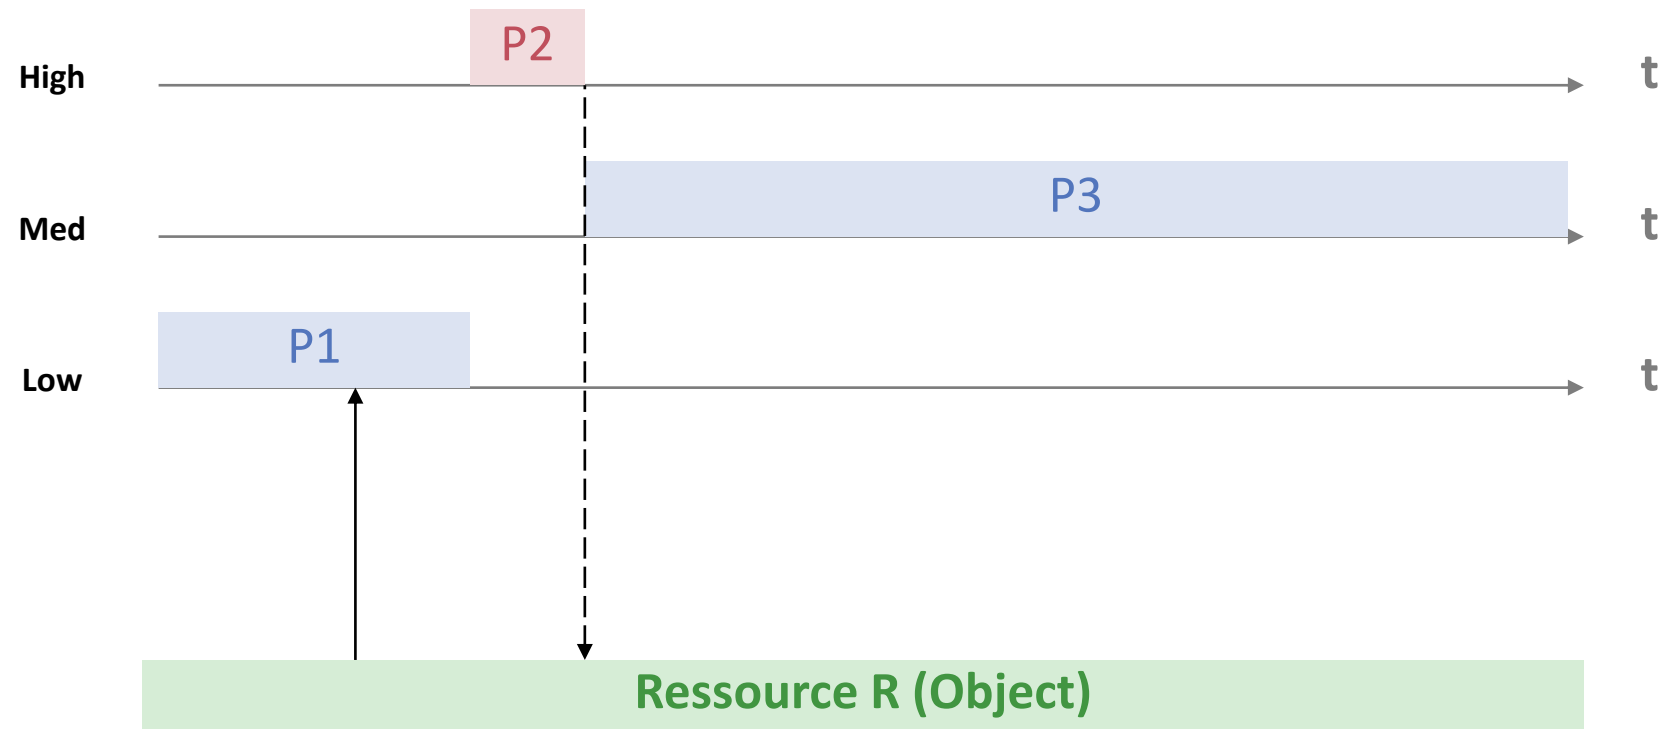 P2
High
t
P3
Med
t
P1
Low
t
Ressource R (Object)